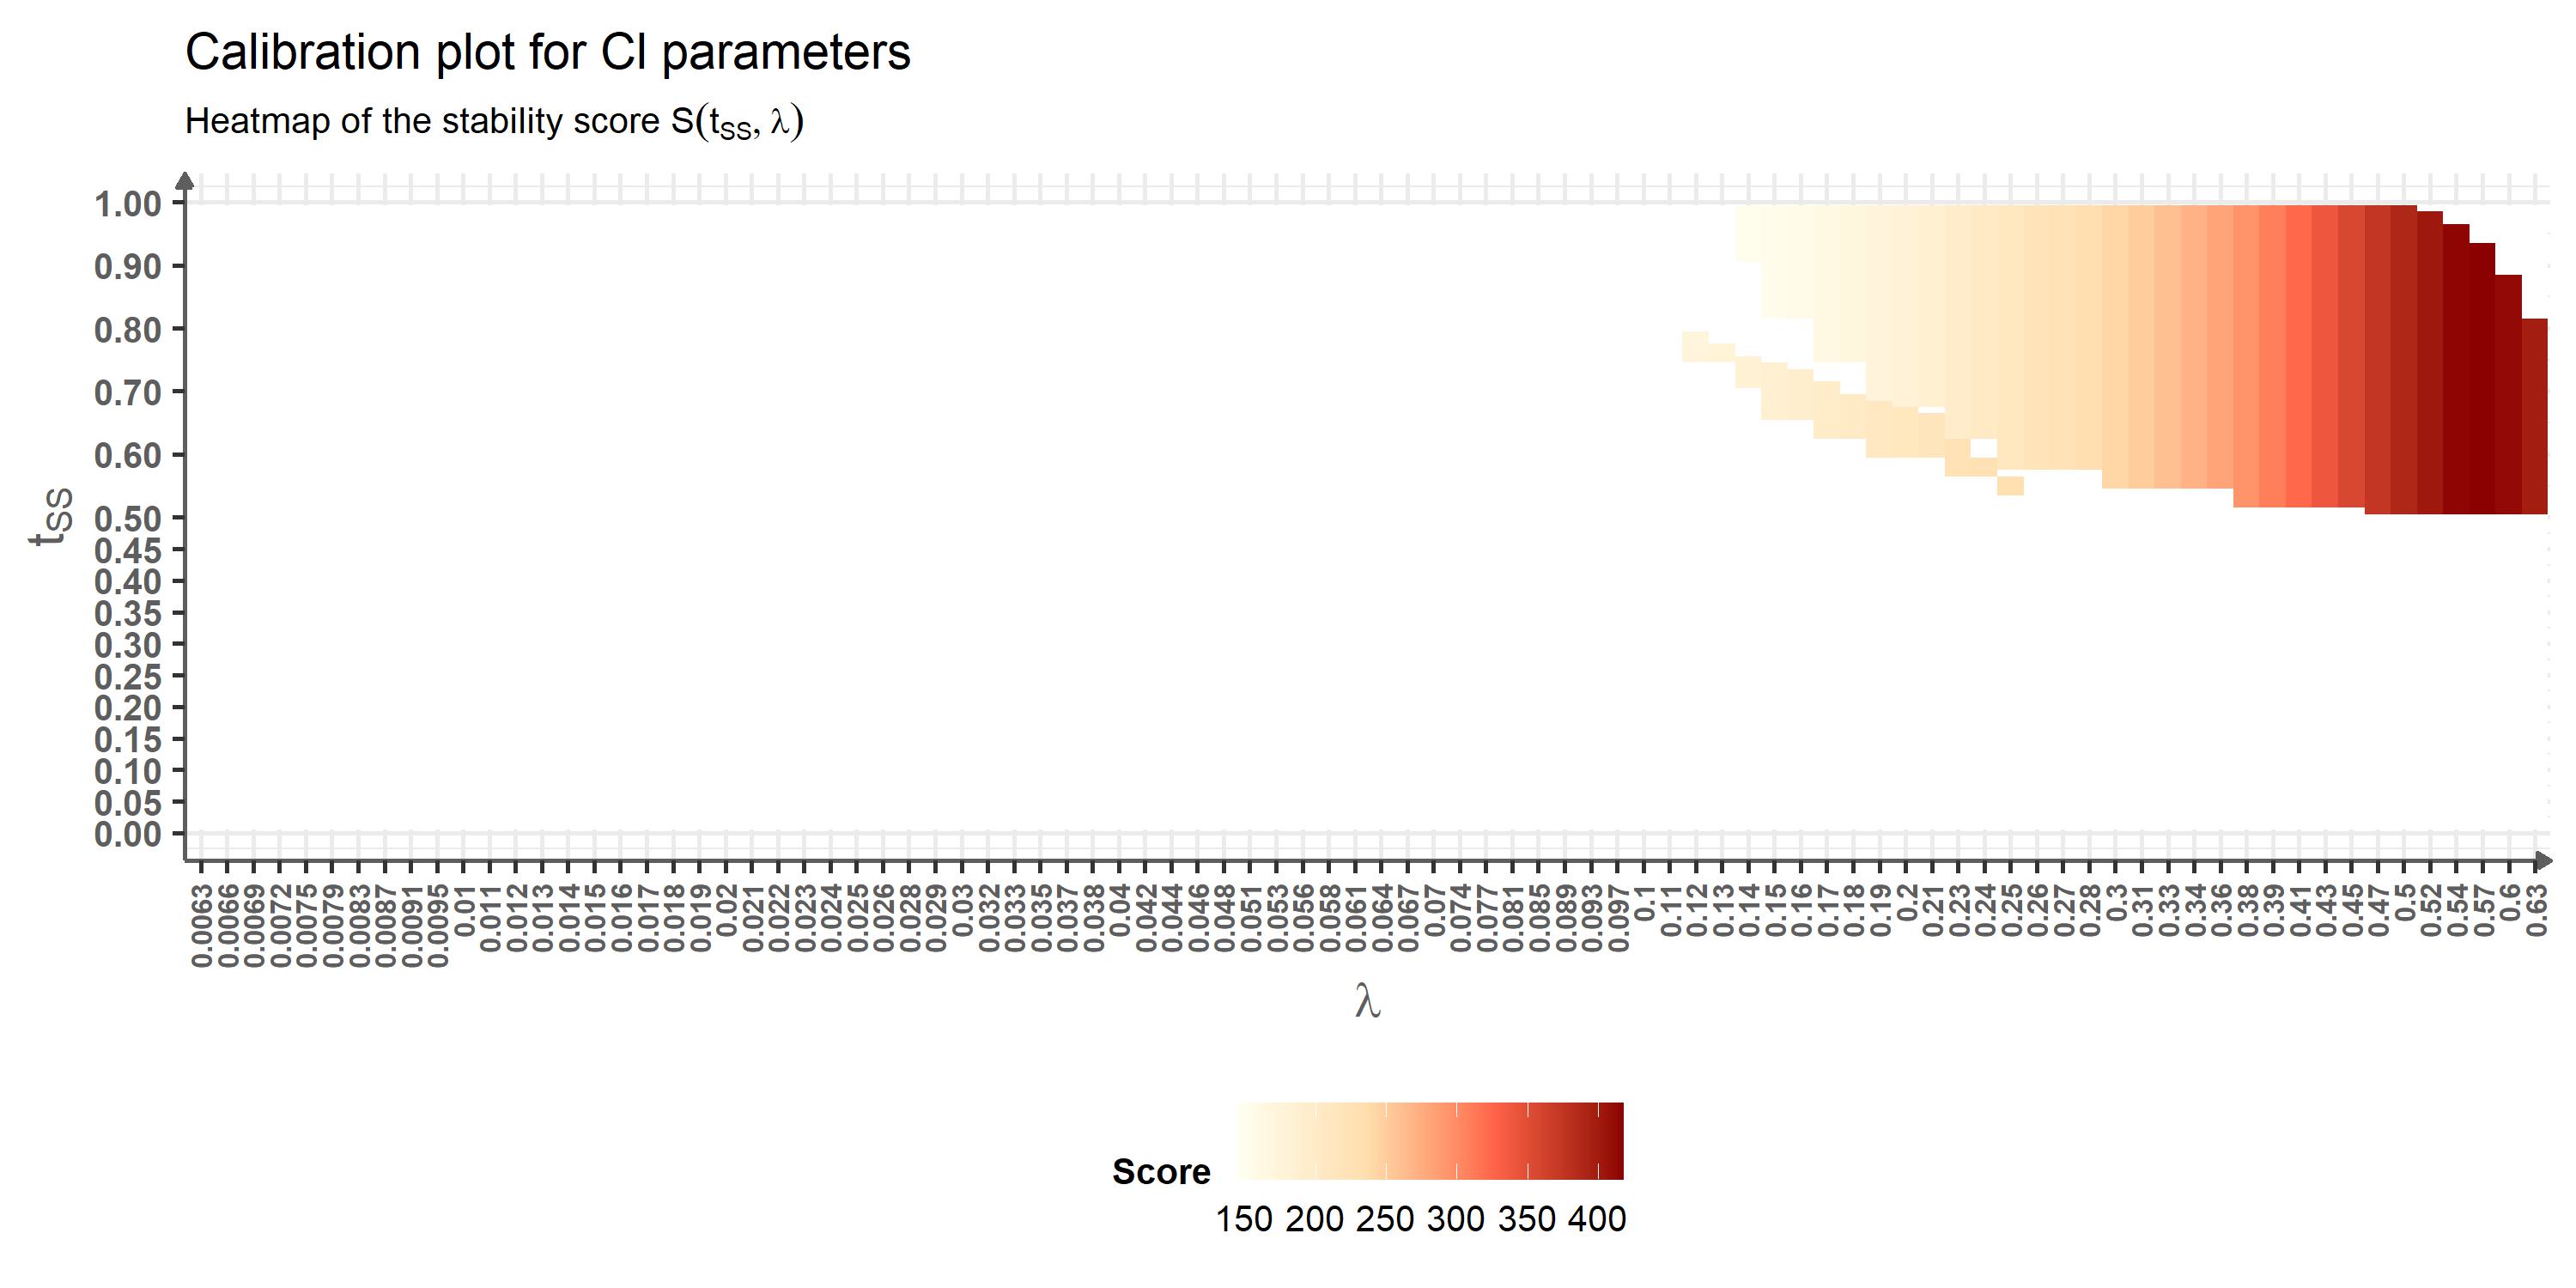 Calibration plot for CI parameters
Heatmap of the stability score S(tSS, λ)
tSS
1.00
0.90
0.80
0.70
0.60
0.50
0.45
0.40
0.35
0.30
0.25
0.20
0.15
0.10
0.05
0.00
0.0063 0.0066 0.0069 0.0072 0.0075 0.0079 0.0083 0.0087 0.0091 0.0095 0.01 0.011 0.012 0.013 0.014 0.015 0.016 0.017 0.018 0.019 0.02 0.021 0.022 0.023 0.024 0.025 0.026 0.028 0.029 0.03 0.032 0.033 0.035 0.037 0.038 0.04 0.042 0.044 0.046 0.048 0.051 0.053 0.056 0.058 0.061 0.064 0.067 0.07 0.074 0.077 0.081 0.085 0.089 0.093 0.097 0.1 0.11 0.12 0.13 0.14 0.15 0.16 0.17 0.18 0.19 0.2 0.21 0.23 0.24 0.25 0.26 0.27 0.28 0.3 0.31 0.33 0.34 0.36 0.38 0.39 0.41 0.43 0.45 0.47 0.5 0.52 0.54 0.57 0.6 0.63
λ
Score
150 200 250 300 350 400